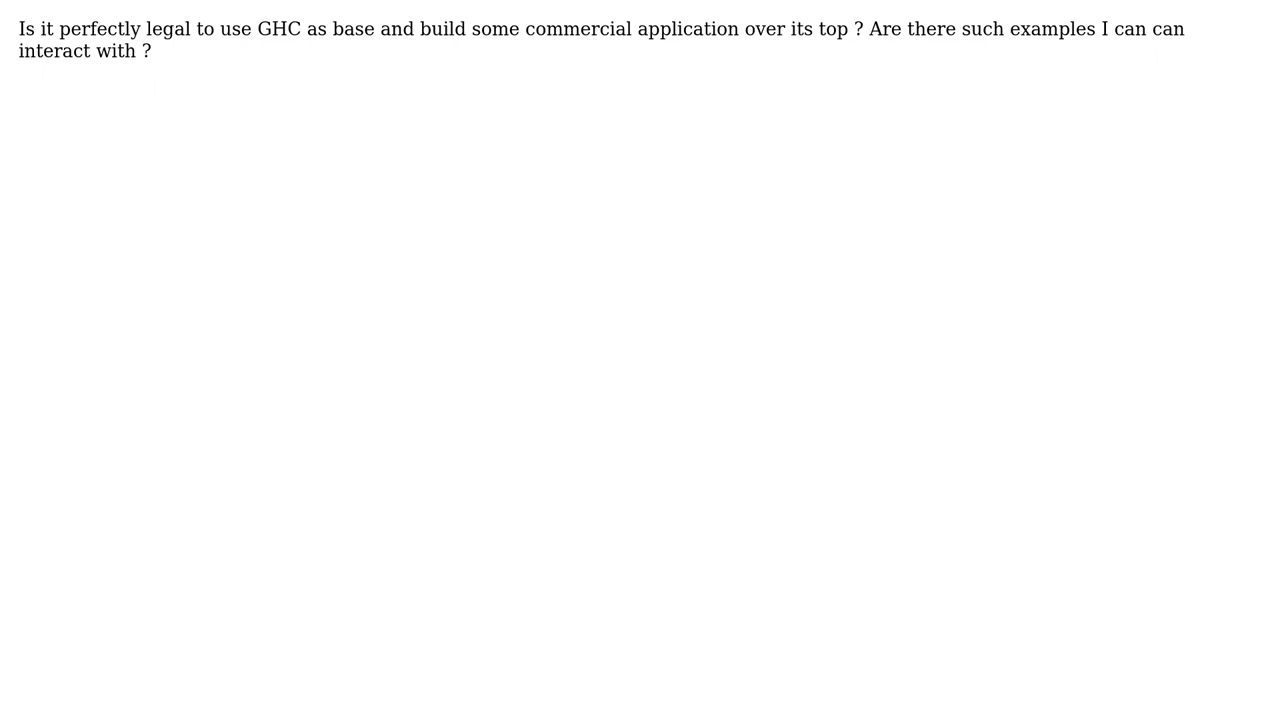 Is it perfectly legal to use GHC as base and build some commercial application over its top ? Are there such examples I can can
interact with ?